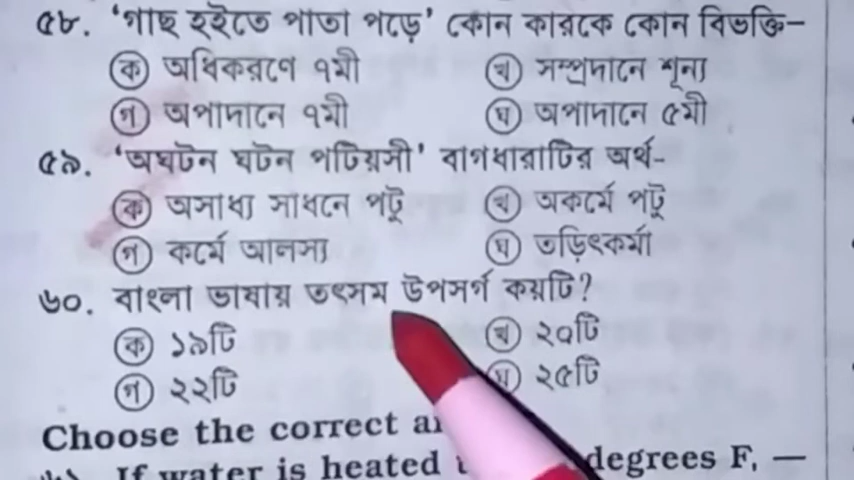 ৫৮. ‘গাছ হইতে পাতা পড়ে’ কোন কারকে কোন বিভক্তি–
ক অধিকরণে ৭মী খ সম্প্রদানে শূন্য
গ অপাদানে ৭মী ঘ অপাদানে ৫মী
৫৯. ‘অঘটন ঘটন পটিয়সী’ বাগধারাটির অর্থ-
ক অসাধ্য সাধনে পটু খ অকর্মে পটু
গ কর্মে আলস্য ঘ তড়িৎকর্মা
৬০. বাংলা ভাষায় তৎসম উপসর্গ কয়টি?
ক ১৯টি খ ২০টি
গ ২২টি ঘ ২৫টি
Choose the correct
৬১. If water is heated degrees F, —